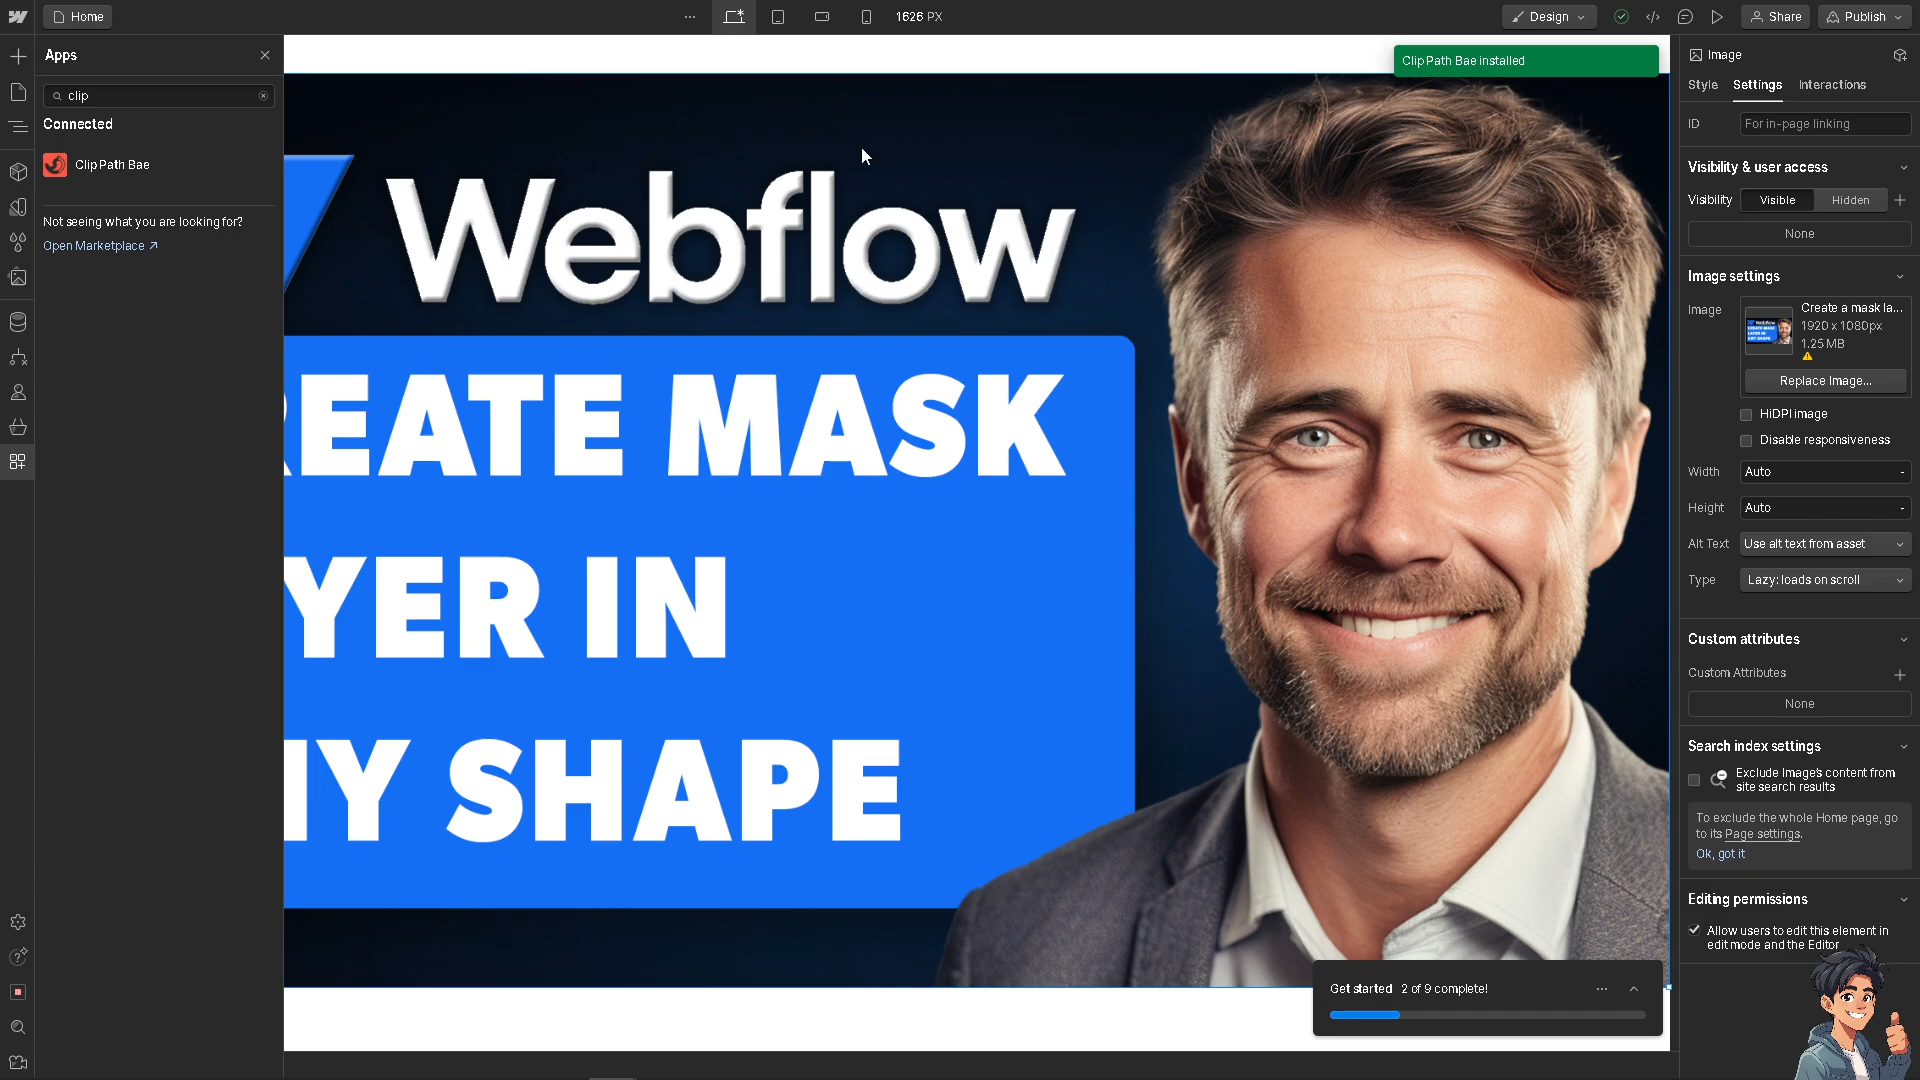 Home
1626 PX
Design
Share
Publish
Apps
clip
Connected
Clip Path Bae
Not seeing what you are looking for?
Open Marketplace
Clip Path Bae installed
Webflow
REATE MASK
YER IN
Y SHAPE
Get started 2 of 9 complete!
Image
Style Settings Interactions
ID For in-page linking
Visibility & user access
Visibility Visible Hidden
None
Image settings
Image
Create a mask la...
1920 x 1080px
1.25 MB
Replace Image...
HiDPI image
Disable responsiveness
Width Auto -
Height Auto -
Alt Text Use alt text from asset
Type Lazy: loads on scroll
Custom attributes
Custom Attributes
None
Search index settings
Exclude Image's content from
site search results
To exclude the whole Home page, go
to its Page settings.
Ok, got it
Editing permissions
Allow users to edit this element in
edit mode and the Editor